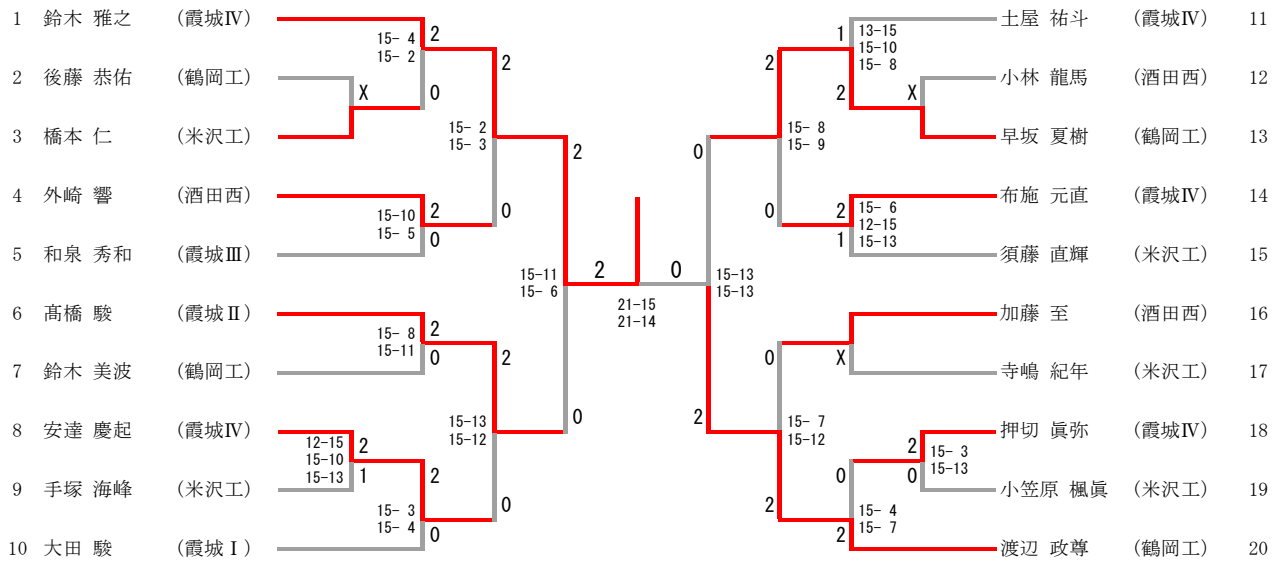 1 鈴木 雅之 (霞城Ⅳ)
2 後藤 恭佑 (鶴岡工)
3 橋本 仁 (米沢工)
4 外崎 響 (酒田西)
5 和泉 秀和 (霞城Ⅲ)
6 髙橋 駿 (霞城Ⅱ)
7 鈴木 美波 (鶴岡工)
8 安達 慶起 (霞城Ⅳ)
9 手塚 海峰 (米沢工)
10 大田 駿 (霞城Ⅰ)
15- 4
15- 2
2
0
X
15-10
15- 5
2
0
15- 8
15-11
2
0
12-15
15-10
15-13
2
1
15- 3
15- 4
2
0
15- 2
15- 3
2
0
15-13
15-12
2
0
15-11
15- 6
2
0
2
0
21-15
21-14
0
2
15-13
15-13
2
0
15- 8
15- 9
0
2
15- 7
15-12
1
2
13-15
15-10
15- 8
X
2
1
15- 6
12-15
15-13
X
2
0
15- 3
15-13
0
2
15- 4
15- 7
土屋 祐斗 (霞城Ⅳ) 11
小林 龍馬 (酒田西) 12
早坂 夏樹 (鶴岡工) 13
布施 元直 (霞城Ⅳ) 14
須藤 直輝 (米沢工) 15
加藤 至 (酒田西) 16
寺嶋 紀年 (米沢工) 17
押切 眞弥 (霞城Ⅳ) 18
小笠原 楓眞 (米沢工) 19
渡辺 政尊 (鶴岡工) 20